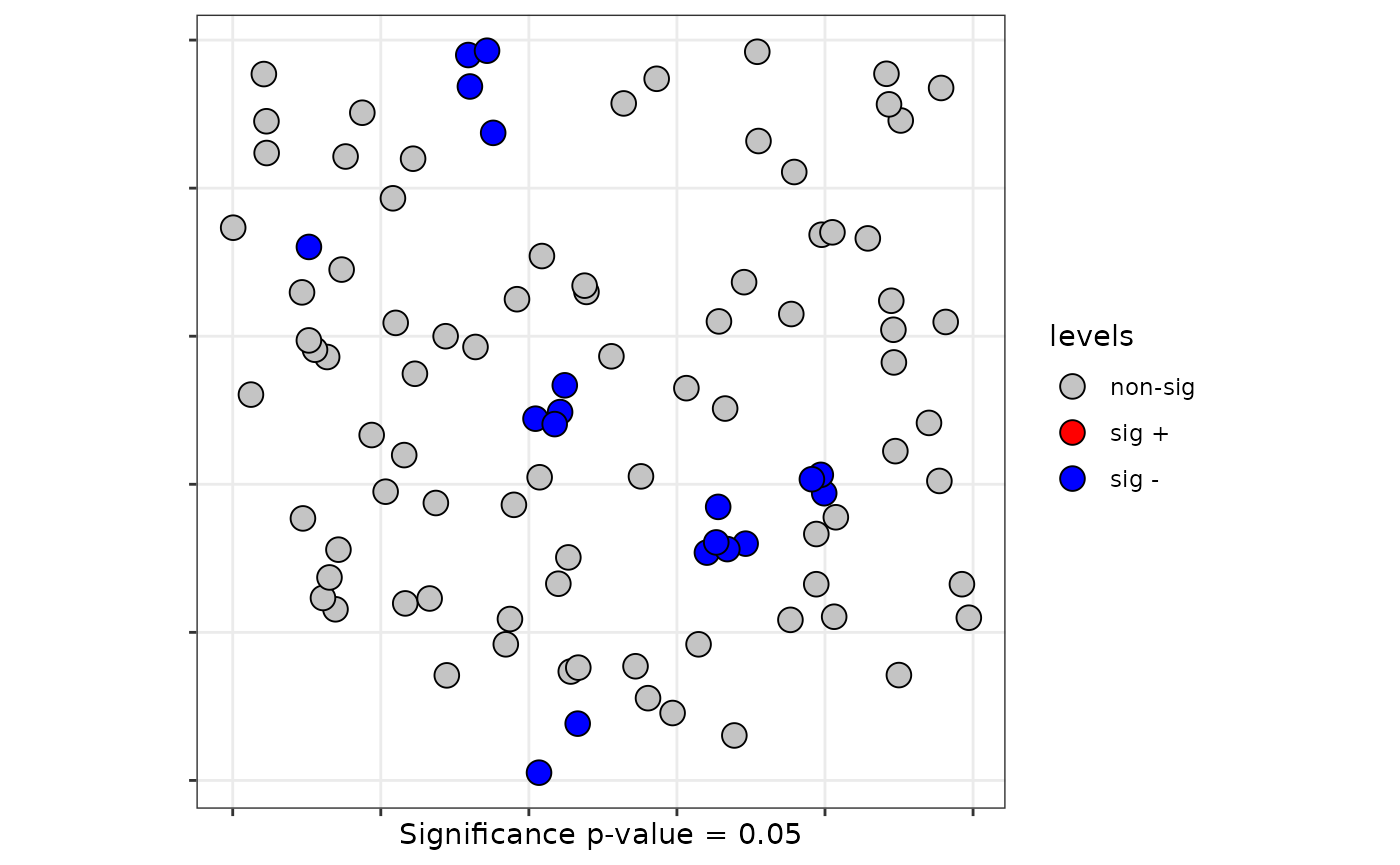 levels
non-sig
sig +
sig -
Significance p-value = 0.05